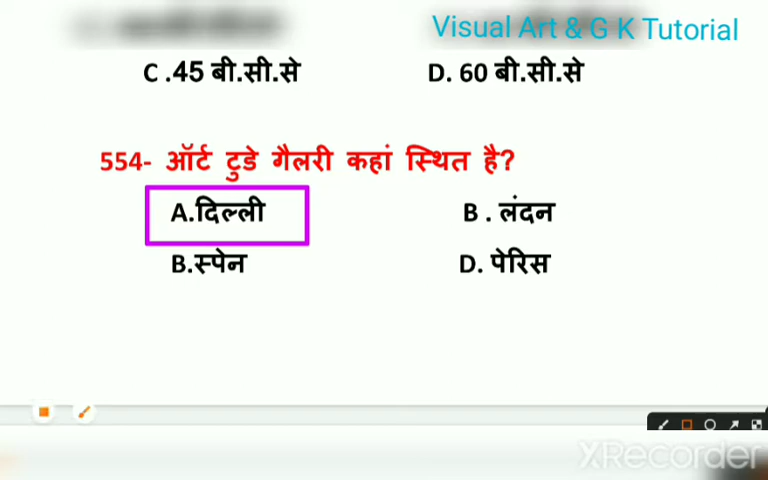 Visual Art & G K Tutorial
C .45 बी.सी.से D. 60 बी.सी.से
554- ऑर्ट टुडे गैलरी कहां स्थित है?
A.दिल्ली B . लंदन
B.स्पेन D. पेरिस
XRecorder